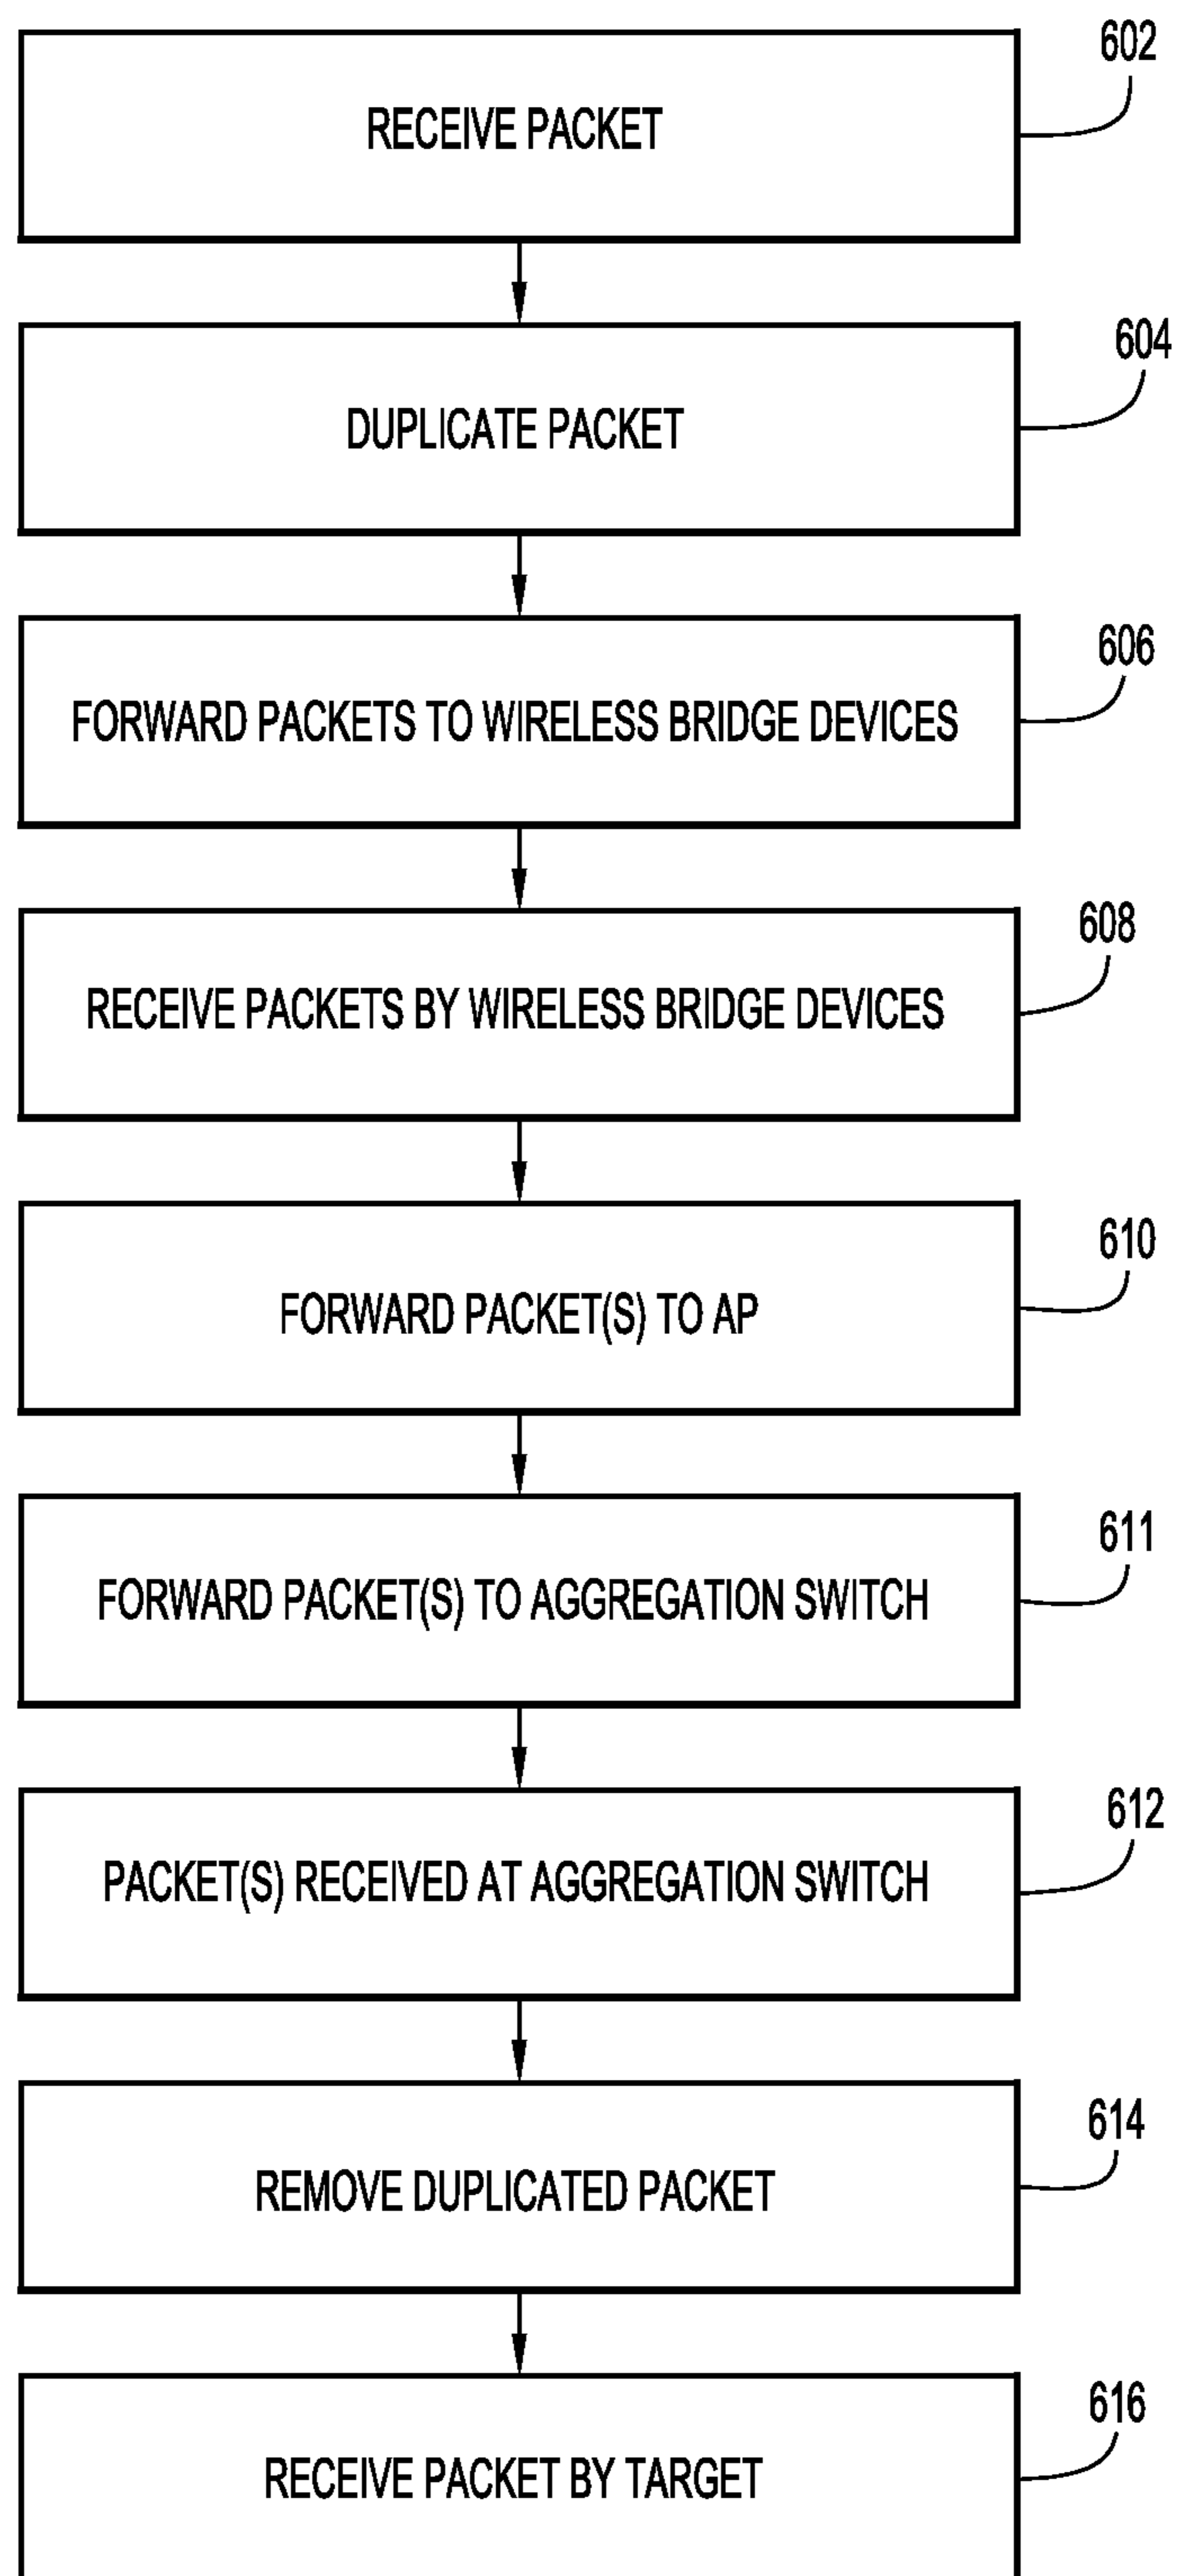 602
RECEIVE PACKET
604
DUPLICATE PACKET
606
FORWARD PACKETS TO WIRELESS BRIDGE DEVICES
608
RECEIVE PACKETS BY WIRELESS BRIDGE DEVICES
610
FORWARD PACKET(S) TO AP
611
FORWARD PACKET(S) TO AGGREGATION SWITCH
612
PACKET(S) RECEIVED AT AGGREGATION SWITCH
614
REMOVE DUPLICATED PACKET
616
RECEIVE PACKET BY TARGET